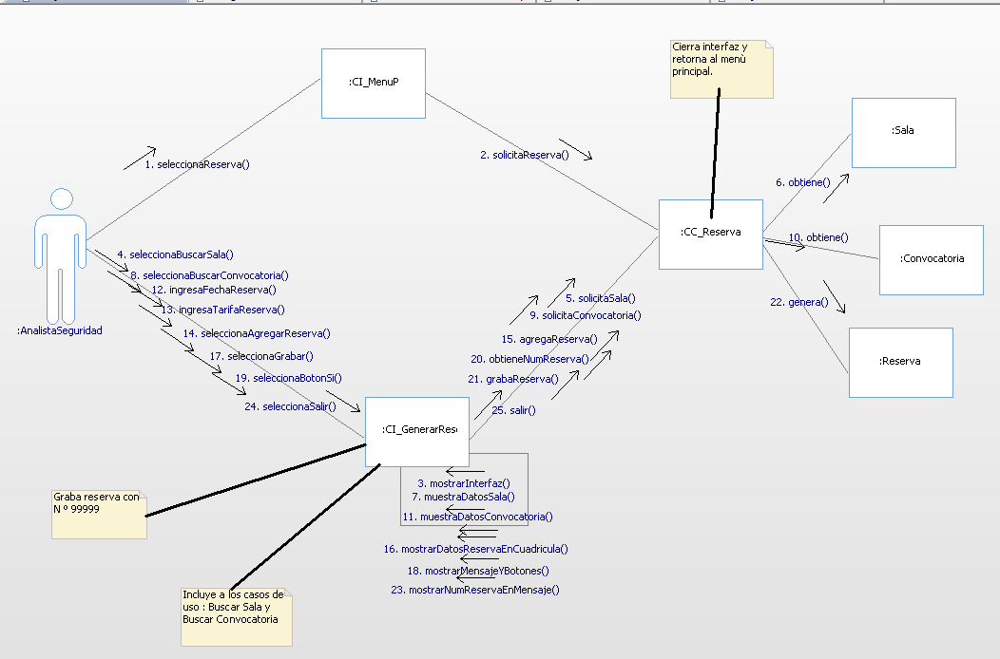 Cierra interfaz y
retorna al menù
principal.
:CI_MenuP
:Sala
1. seleccionaReserva()
2. solicitaReserva()
6. obtiene()
:CC_Reserva
10. obtiene()
:Convocatoria
4. seleccionaBuscarSala()
8. seleccionaBuscarConvocatoria()
12. ingresaFechaReserva()
13. ingresaTarifaReserva()
14. seleccionaAgregarReserva()
17. seleccionaGrabar()
19. seleccionaBotonSi()
24. seleccionaSalir()
:AnalistaSeguridad
5. solicitaSala()
9. solicitaConvocatoria()
15. agregaReserva()
20. obtieneNumReserva()
21. grabaReserva()
25. salir()
22. genera()
:Reserva
:CI_GenerarRes
3. mostrarInterfaz()
7. muestraDatosSala()
11. muestraDatosConvocatoria()
16. mostrarDatosReservaEnCuadricula()
18. mostrarMensajeYBotones()
23. mostrarNumReservaEnMensaje()
Graba reserva con
N º 99999
Incluye a los casos de
uso : Buscar Sala y
Buscar Convocatoria